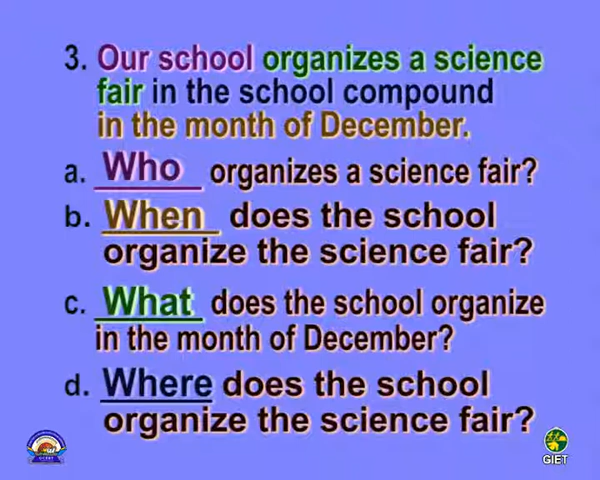 3. Our school organizes a science
fair in the school compound
in the month of December.
a. Who organizes a science fair?
b. When does the school
organize the science fair?
c. What does the school organize
in the month of December?
d. Where does the school
organize the science fair?
GIET